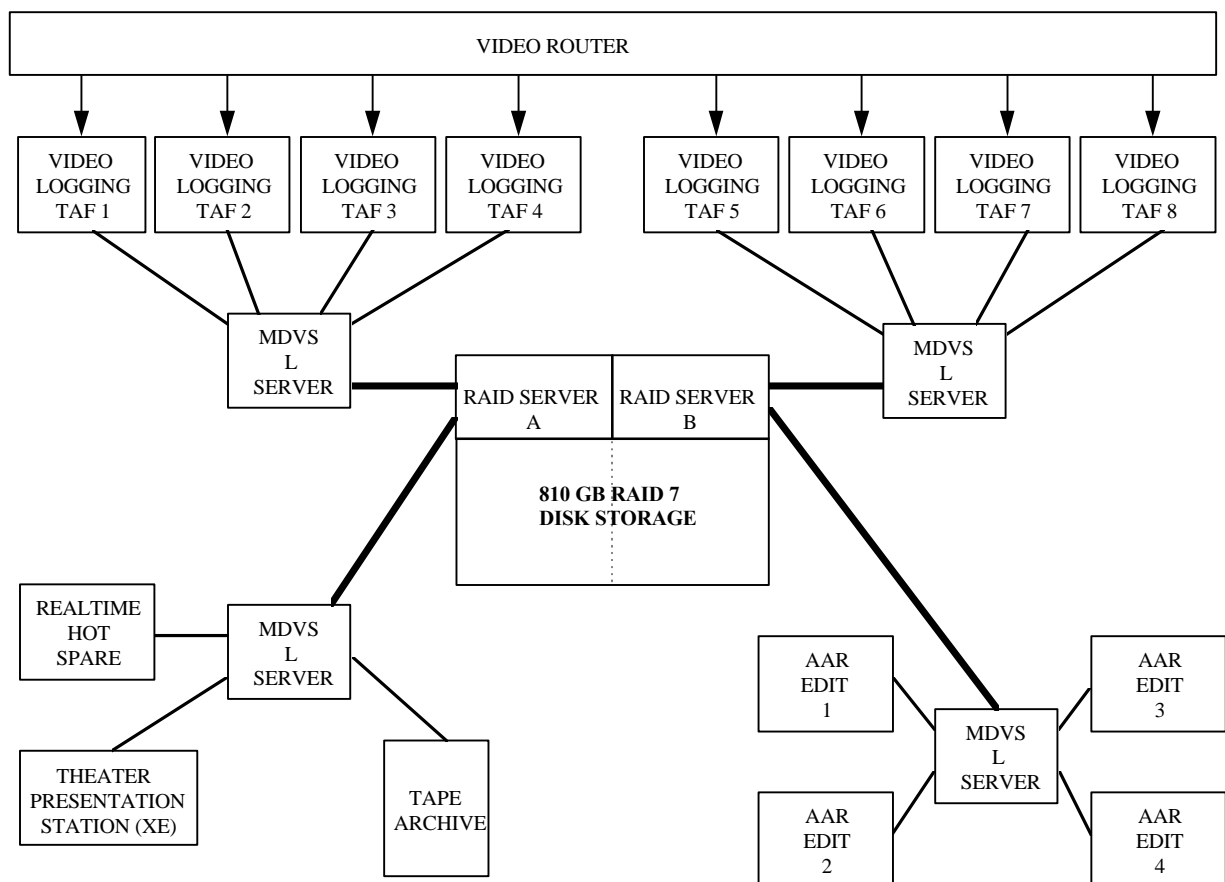 VIDEO ROUTER
VIDEO
LOGGING
TAF 1
VIDEO
LOGGING
TAF 2
VIDEO
LOGGING
TAF 3
VIDEO
LOGGING
TAF 4
VIDEO
LOGGING
TAF 5
VIDEO
LOGGING
TAF 6
VIDEO
LOGGING
TAF 7
VIDEO
LOGGING
TAF 8
MDVS
L
SERVER
MDVS
L
SERVER
RAID SERVER
A
RAID SERVER
B
810 GB RAID 7
DISK STORAGE
REALTIME
HOT
SPARE
MDVS
L
SERVER
THEATER
PRESENTATION
STATION (XE)
TAPE
ARCHIVE
AAR
EDIT
1
AAR
EDIT
3
MDVS
L
SERVER
AAR
EDIT
2
AAR
EDIT
4